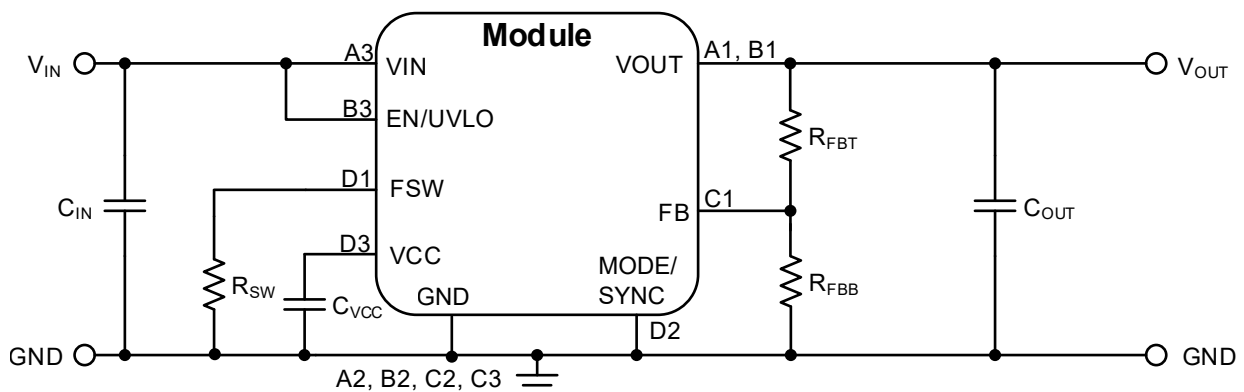 Module
A3
A1, B1
VIN
VIN
VOUT
VOUT
B3
EN/UVLO
RFBT
D1
FSW
C1
CIN
FB
COUT
D3
VCC
MODE/
SYNC
RSW
CVCC
RFBB
GND
D2
GND
GND
A2, B2, C2, C3